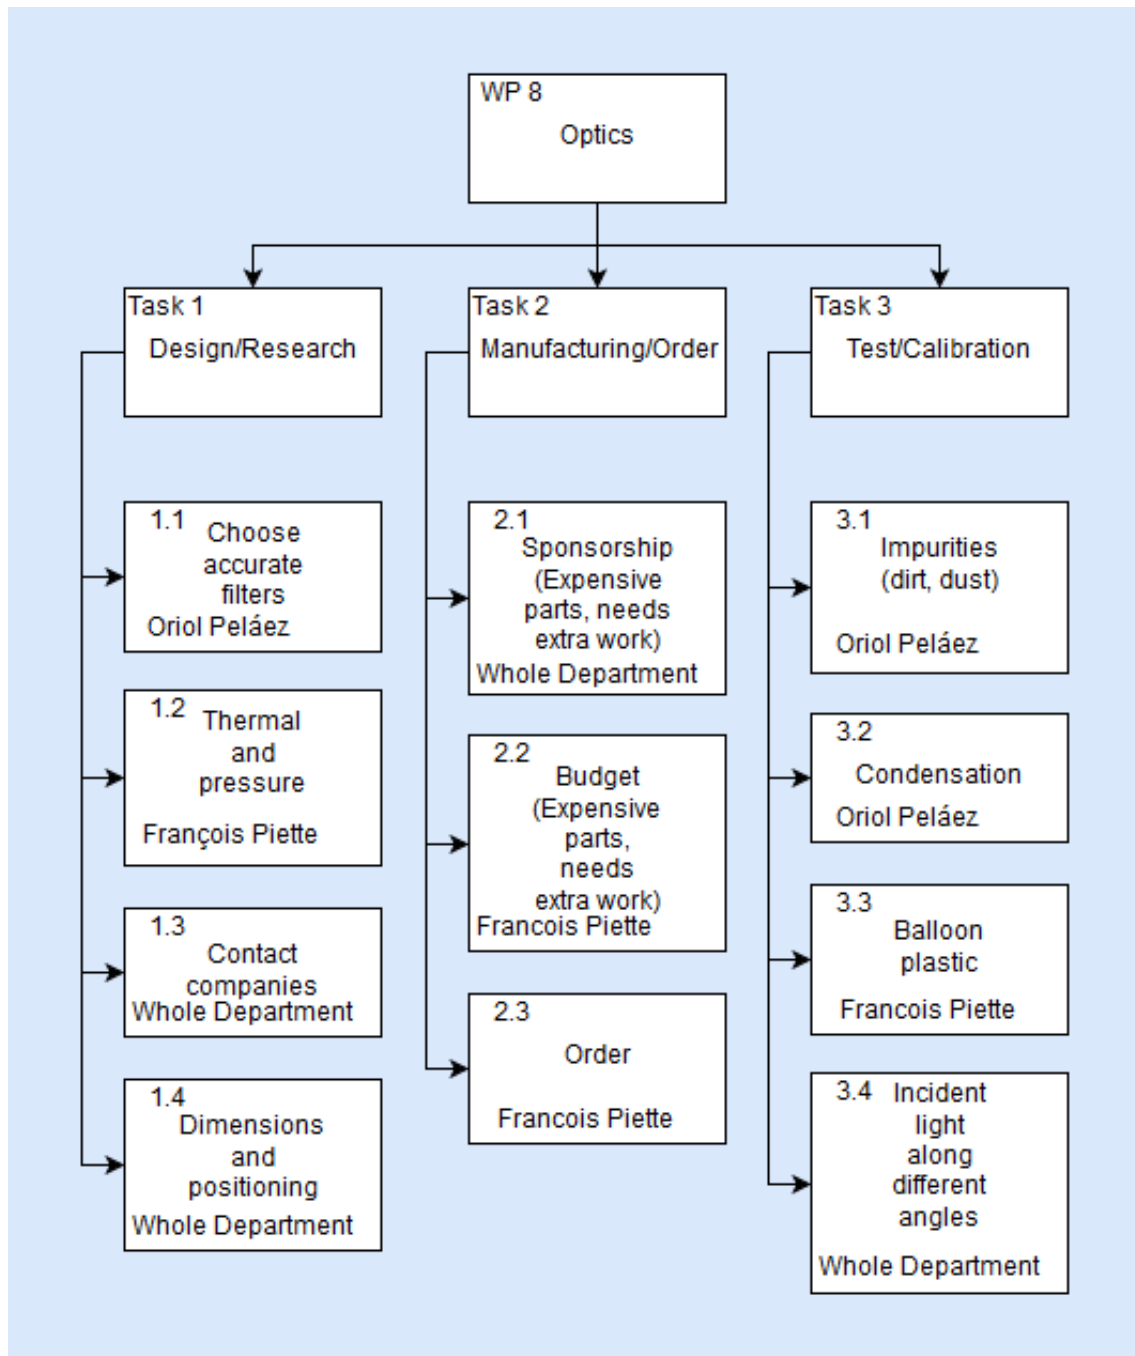 WP 8
Optics
Task 1
Design/Research
Task 2
Manufacturing/Order
Task 3
Test/Calibration
1.1
Choose
accurate
filters
Oriol Peláez
1.2
Thermal
and
pressure
François Piette
1.3
Contact
companies
Whole Department
1.4
Dimensions
and
positioning
Whole Department
2.1
Sponsorship
(Expensive
parts, needs
extra work)
Whole Department
2.2
Budget
(Expensive
parts,
needs
extra work)
Francois Piette
2.3
Order
Francois Piette
3.1
Impurities
(dirt, dust)
Oriol Peláez
3.2
Condensation
Oriol Peláez
3.3
Balloon
plastic
Francois Piette
3.4
Incident
light
along
different
angles
Whole Department